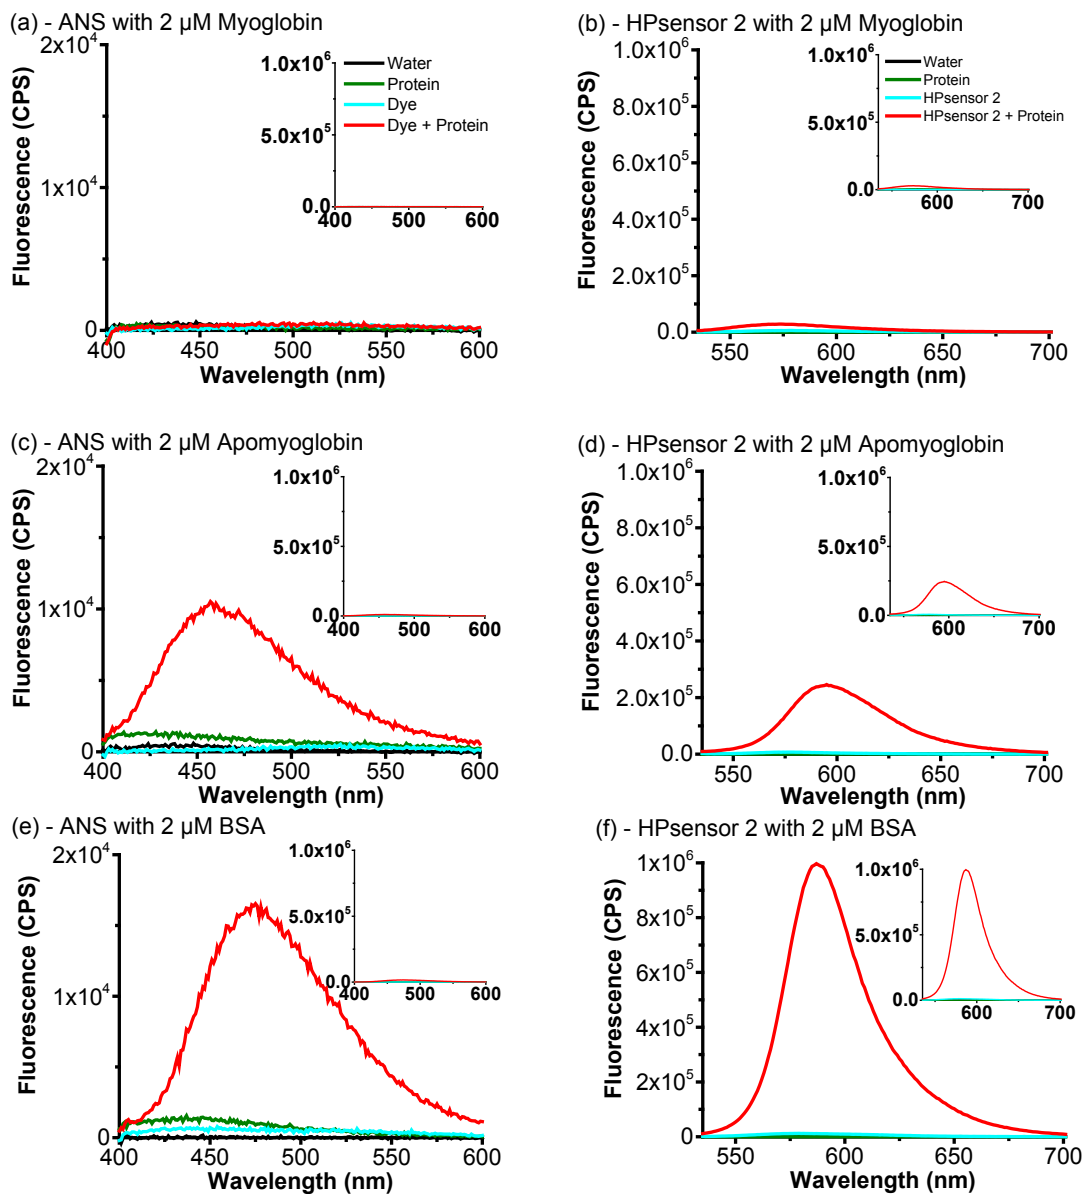 (a) - ANS with 2 µM Myoglobin
Fluorescence (CPS)
2x10⁴
1x10⁴
0
400 450 500 550 600
Wavelength (nm)
1.0x10⁶
5.0x10⁵
0.0
400 500 600
Water
Protein
Dye
Dye + Protein
(b) - HPsensor 2 with 2 µM Myoglobin
Fluorescence (CPS)
1.0x10⁶
8.0x10⁵
6.0x10⁵
4.0x10⁵
2.0x10⁵
0.0
550 600 650 700
Wavelength (nm)
1.0x10⁶
5.0x10⁵
0.0
600 700
Water
Protein
HPsensor 2
HPsensor 2 + Protein
(c) - ANS with 2 µM Apomyoglobin
Fluorescence (CPS)
2x10⁴
1x10⁴
0
400 450 500 550 600
Wavelength (nm)
1.0x10⁶
5.0x10⁵
0.0
400 500 600
(d) - HPsensor 2 with 2 µM Apomyoglobin
Fluorescence (CPS)
1.0x10⁶
8.0x10⁵
6.0x10⁵
4.0x10⁵
2.0x10⁵
0.0
550 600 650 700
Wavelength (nm)
1.0x10⁶
5.0x10⁵
0.0
600 700
(e) - ANS with 2 µM BSA
Fluorescence (CPS)
2x10⁴
1x10⁴
0
400 450 500 550 600
Wavelength (nm)
1.0x10⁶
5.0x10⁵
0.0
400 500 600
(f) - HPsensor 2 with 2 µM BSA
Fluorescence (CPS)
1x10⁶
8x10⁵
6x10⁵
4x10⁵
2x10⁵
0
550 600 650 700
Wavelength (nm)
1.0x10⁶
5.0x10⁵
0.0
600 700